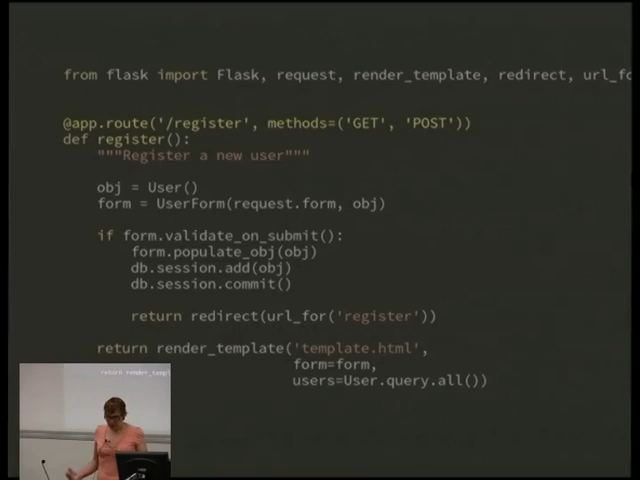 from flask import Flask, request, render_template, redirect, url_fo
@app.route('/register', methods=('GET', 'POST'))
def register():
"""Register a new user"""
obj = User()
form = UserForm(request.form, obj)
if form.validate_on_submit():
form.populate_obj(obj)
db.session.add(obj)
db.session.commit()
return redirect(url_for('register'))
return render_template('template.html',
form=form,
users=User.query.all())
return render_temp